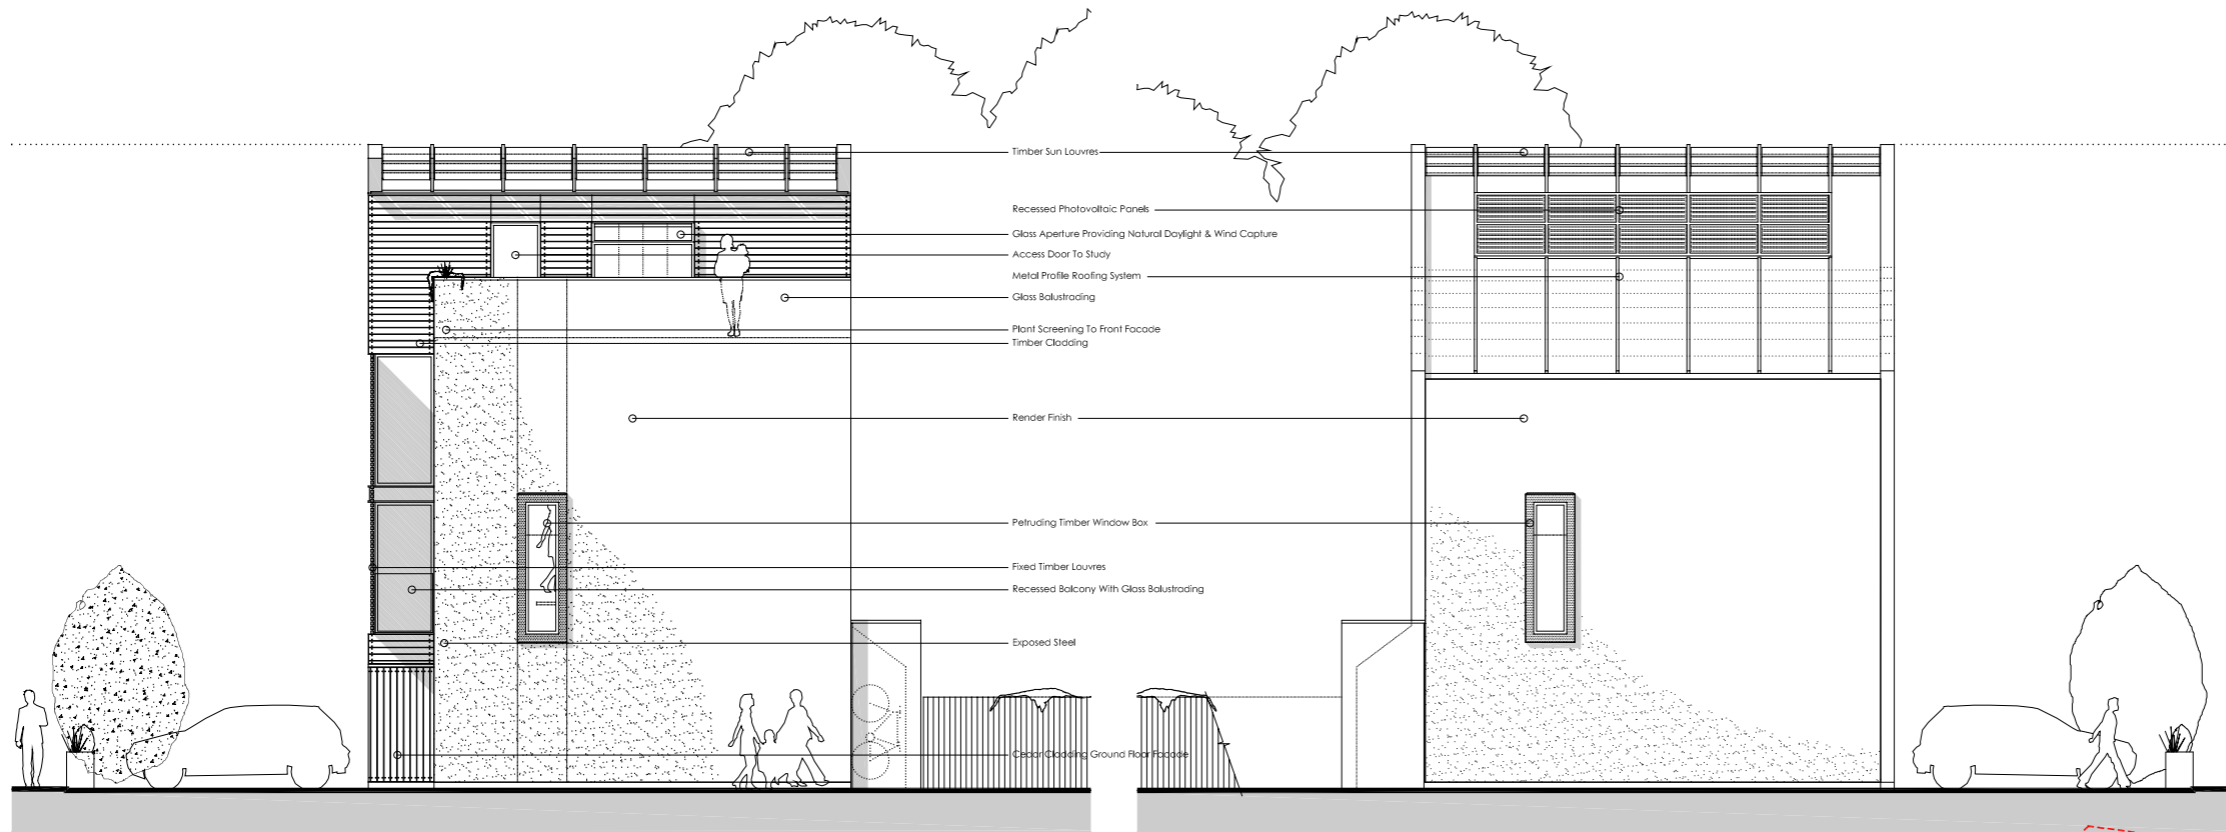 Timber Sun Louvres
Recessed Photovoltaic Panels
Glass Aperture Providing Natural Daylight & Wind Capture
Access Door To Study
Metal Profile Roofing System
Glass Balustrading
Plant Screening To Front Facade
Timber Cladding
Render Finish
Petruding Timber Window Box
Fixed Timber Louvres
Recessed Balcony With Glass Balustrading
Exposed Steel
Cedar Cladding Ground Floor Facade